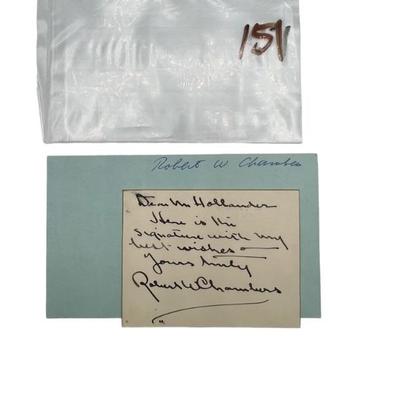 151
Robert W. Chambers
Dear Mr Hollander
Here is the
signature with my
best wishes
Yours truly
Robert W Chambers